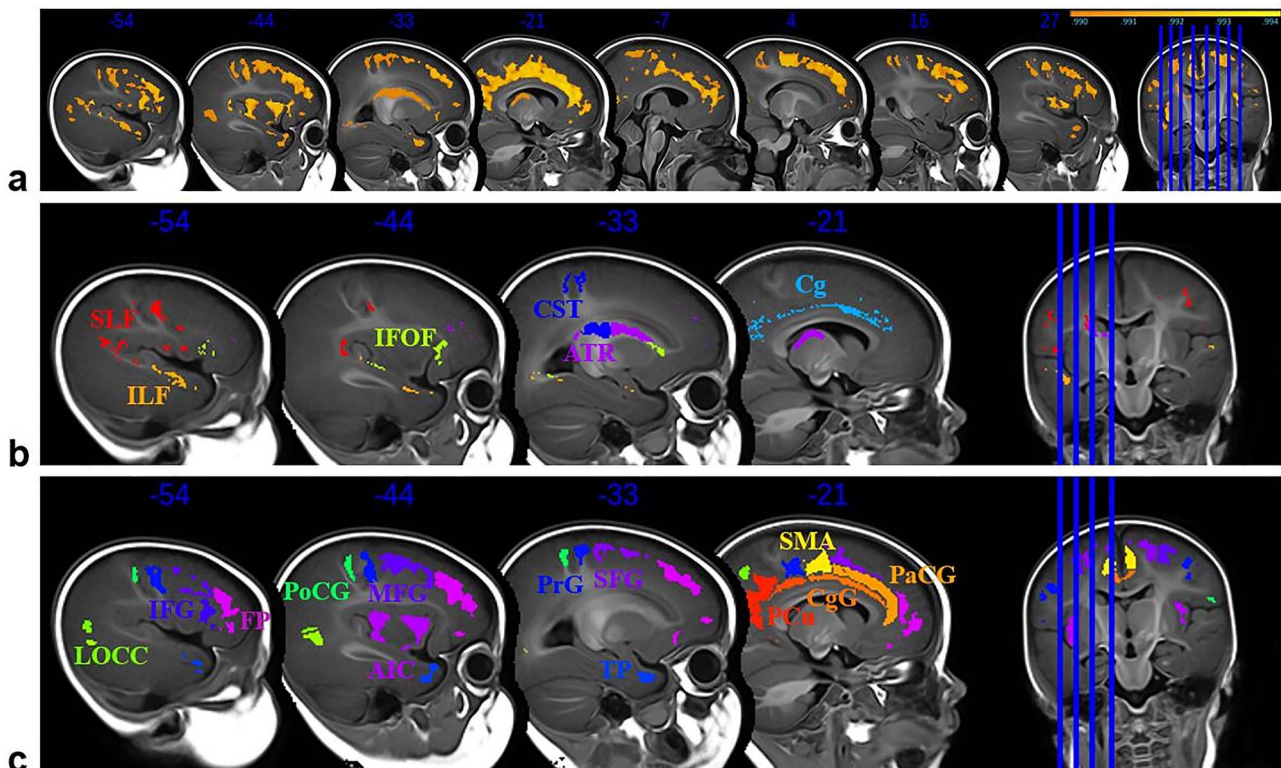 -54 -44 -33 -21 -7 4 16 27
.990 .991 .992 .993 .994
a
-54 -44 -33 -21
SLF
ILF
IFOF
CST
ATR
Cg
b
-54 -44 -33 -21
IFG
FP
LOCC
PoCG
MFG
AIC
PrG
SFG
TP
SMA
PaCG
CgG
PCu
c